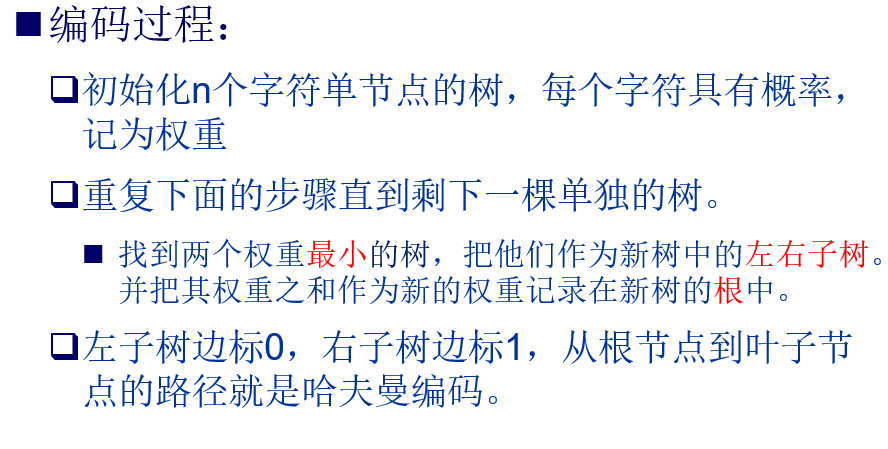 编码过程：
初始化n个字符单节点的树，每个字符具有概率，
记为权重
重复下面的步骤直到剩下一棵单独的树。
找到两个权重最小的树，把他们作为新树中的左右子树。
并把其权重之和作为新的权重记录在新树的根中。
左子树边标0，右子树边标1，从根节点到叶子节
点的路径就是哈夫曼编码。